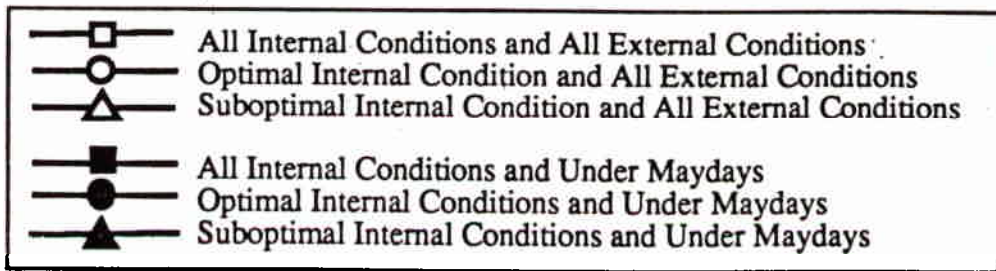 All Internal Conditions and All External Conditions
Optimal Internal Condition and All External Conditions
Suboptimal Internal Condition and All External Conditions
All Internal Conditions and Under Maydays
Optimal Internal Conditions and Under Maydays
Suboptimal Internal Conditions and Under Maydays